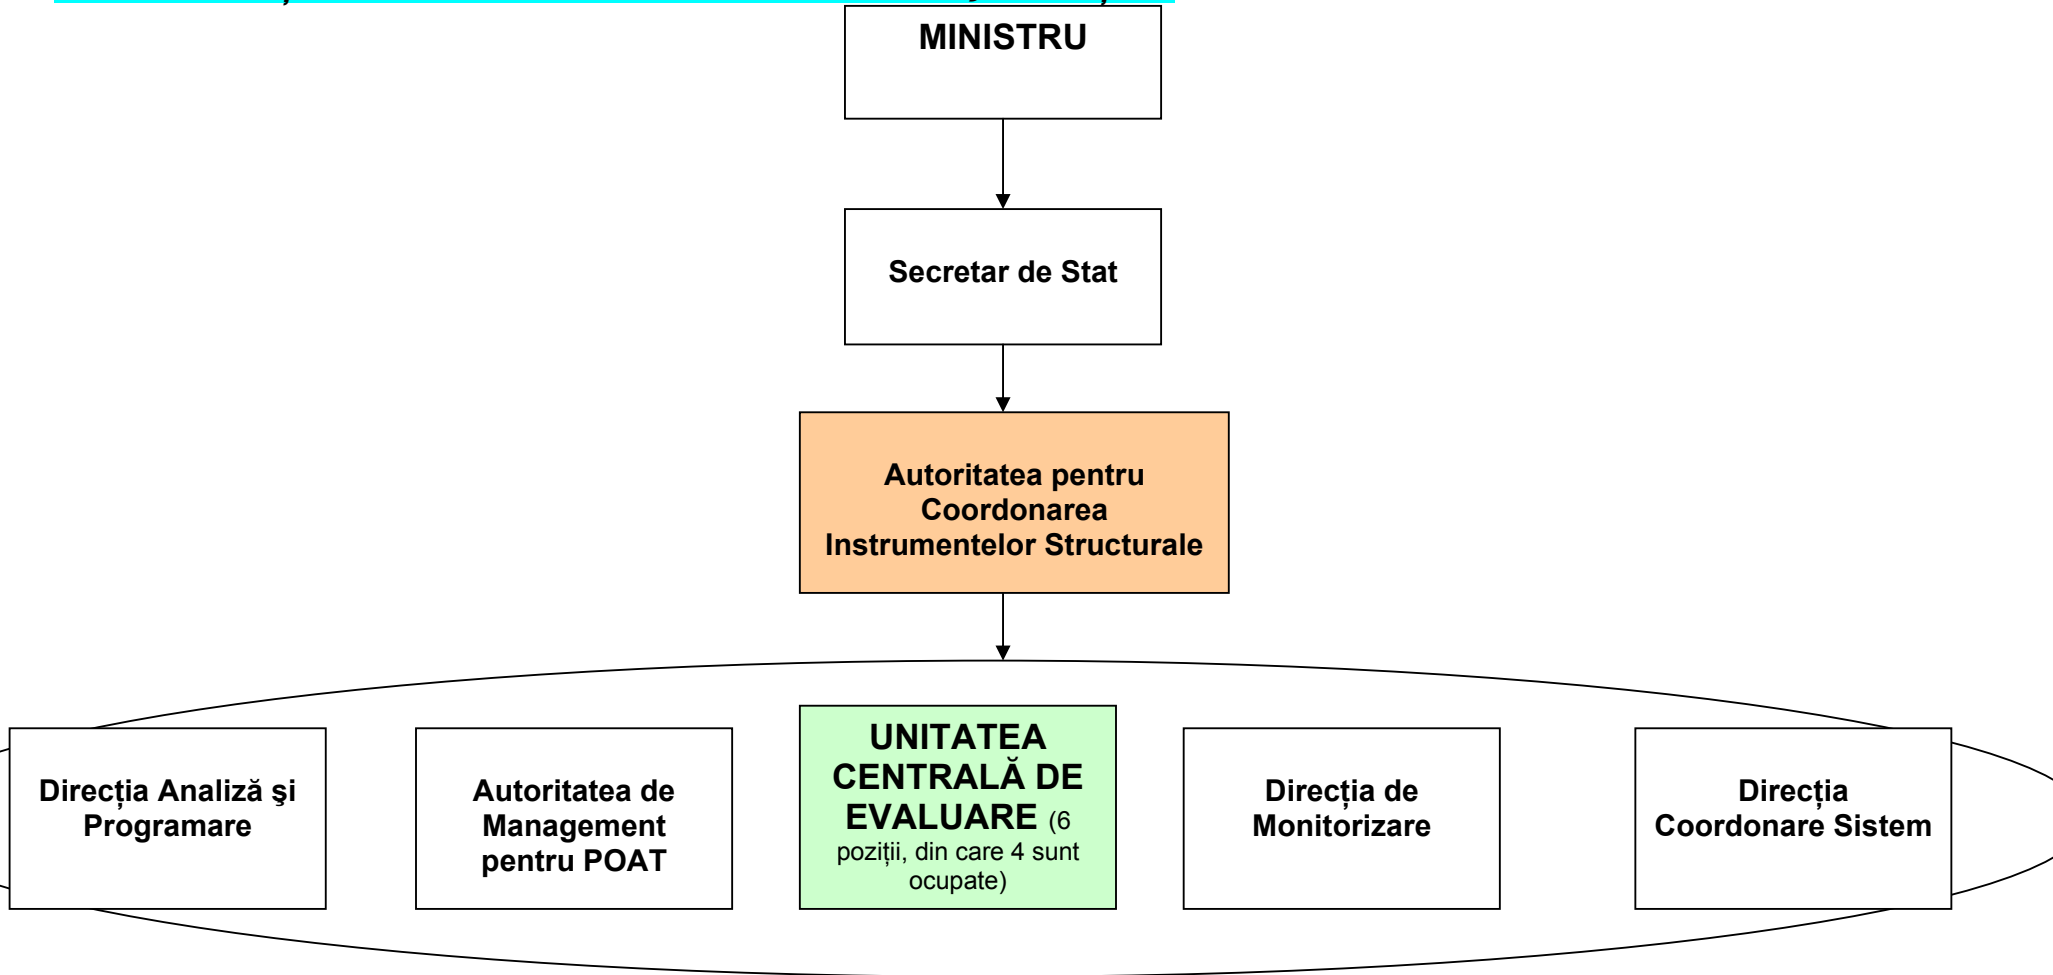 MINISTRU
Secretar de Stat
Autoritatea pentru
Coordonarea
Instrumentelor Structurale
Direcția Analiză şi
Programare
Autoritatea de
Management
pentru POAT
UNITATEA
CENTRALĂ DE
EVALUARE (6
poziții, din care 4 sunt
ocupate)
Direcția de
Monitorizare
Direcția
Coordonare Sistem